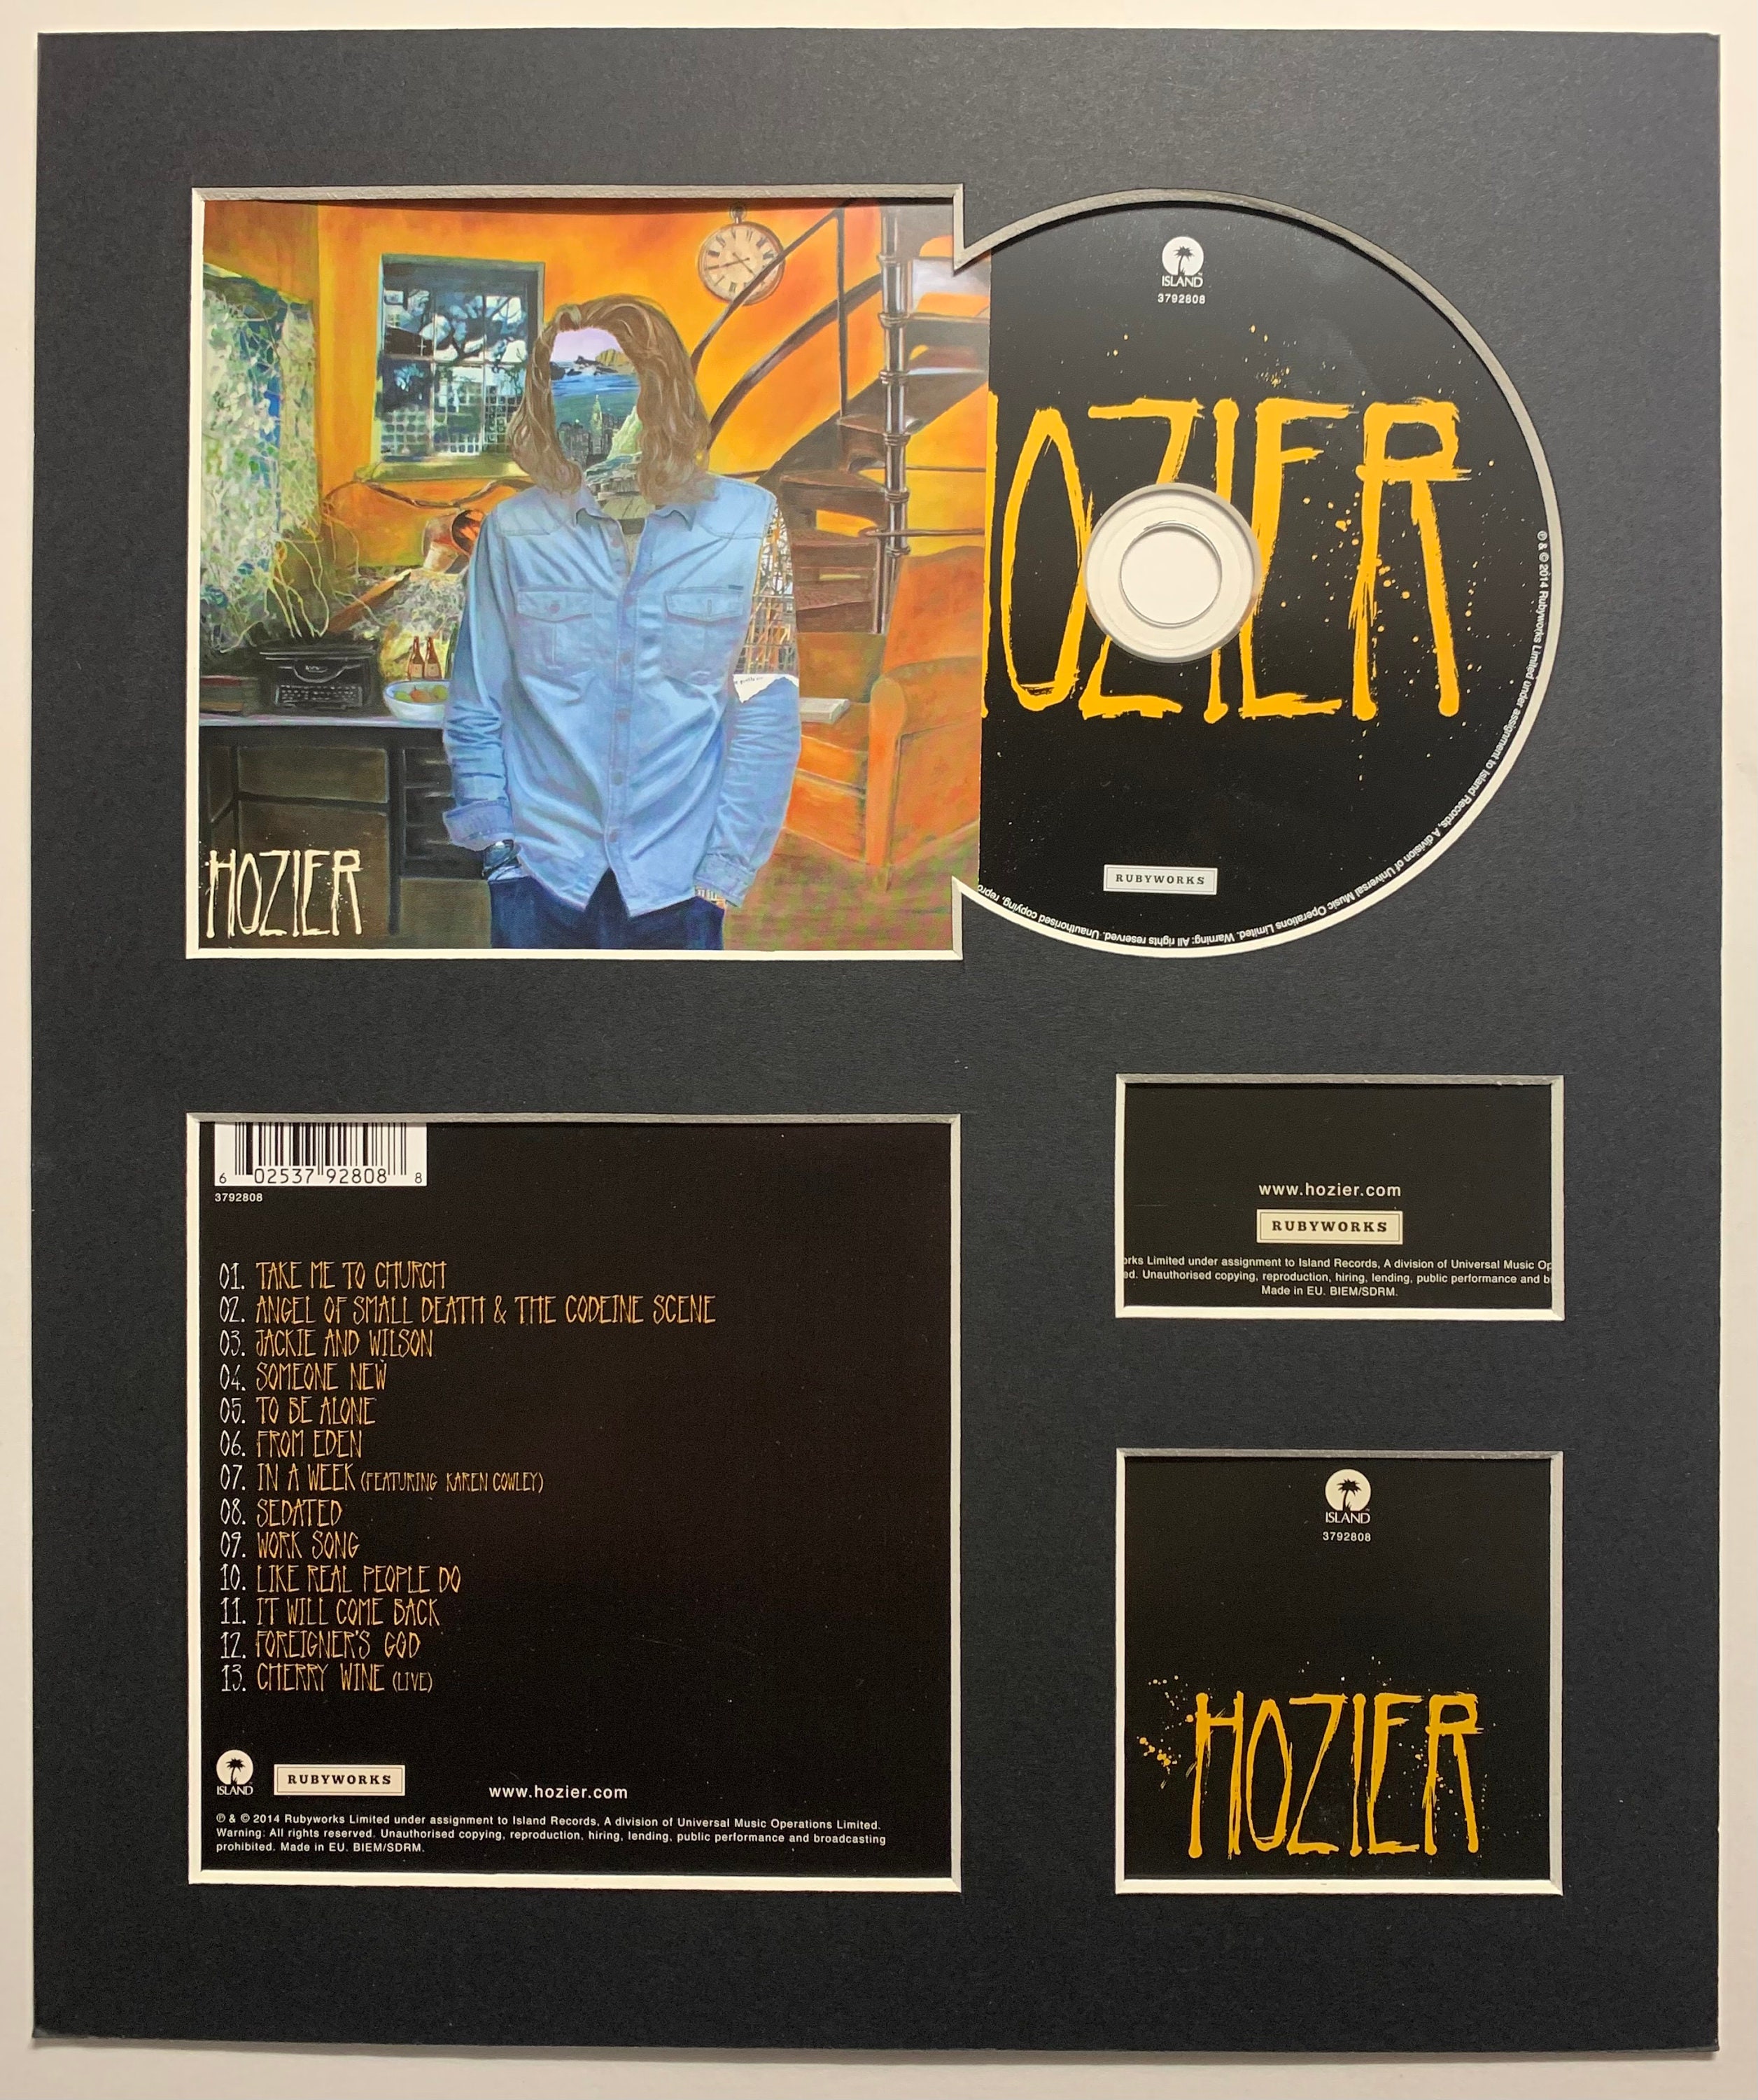 ISLAND
3792808
HOZIER
OZIER
RUBYWORKS
℗ & © 2014 Rubyworks Limited under assignment to Island Records, A division of Universal Music Operations Limited. Warning: All rights reserved. Unauthorised copying, repro
6 02537 92808 8
3792808
01. TAKE ME TO CHURCH
02. ANGEL OF SMALL DEATH & THE CODEINE SCENE
03. JACKIE AND WILSON
04. SOMEONE NEW
05. TO BE ALONE
06. FROM EDEN
07. IN A WEEK (FEATURING KAREN COWLEY)
08. SEDATED
09. WORK SONG
10. LIKE REAL PEOPLE DO
11. IT WILL COME BACK
12. FOREIGNER'S GOD
13. CHERRY WINE (LIVE)
ISLAND
RUBYWORKS
www.hozier.com
℗ & © 2014 Rubyworks Limited under assignment to Island Records, A division of Universal Music Operations Limited.
Warning: All rights reserved. Unauthorised copying, reproduction, hiring, lending, public performance and broadcasting
prohibited. Made in EU. BIEM/SDRM.
www.hozier.com
RUBYWORKS
orks Limited under assignment to Island Records, A division of Universal Music Op
ed. Unauthorised copying, reproduction, hiring, lending, public performance and b
Made in EU. BIEM/SDRM.
ISLAND
3792808
HOZIER